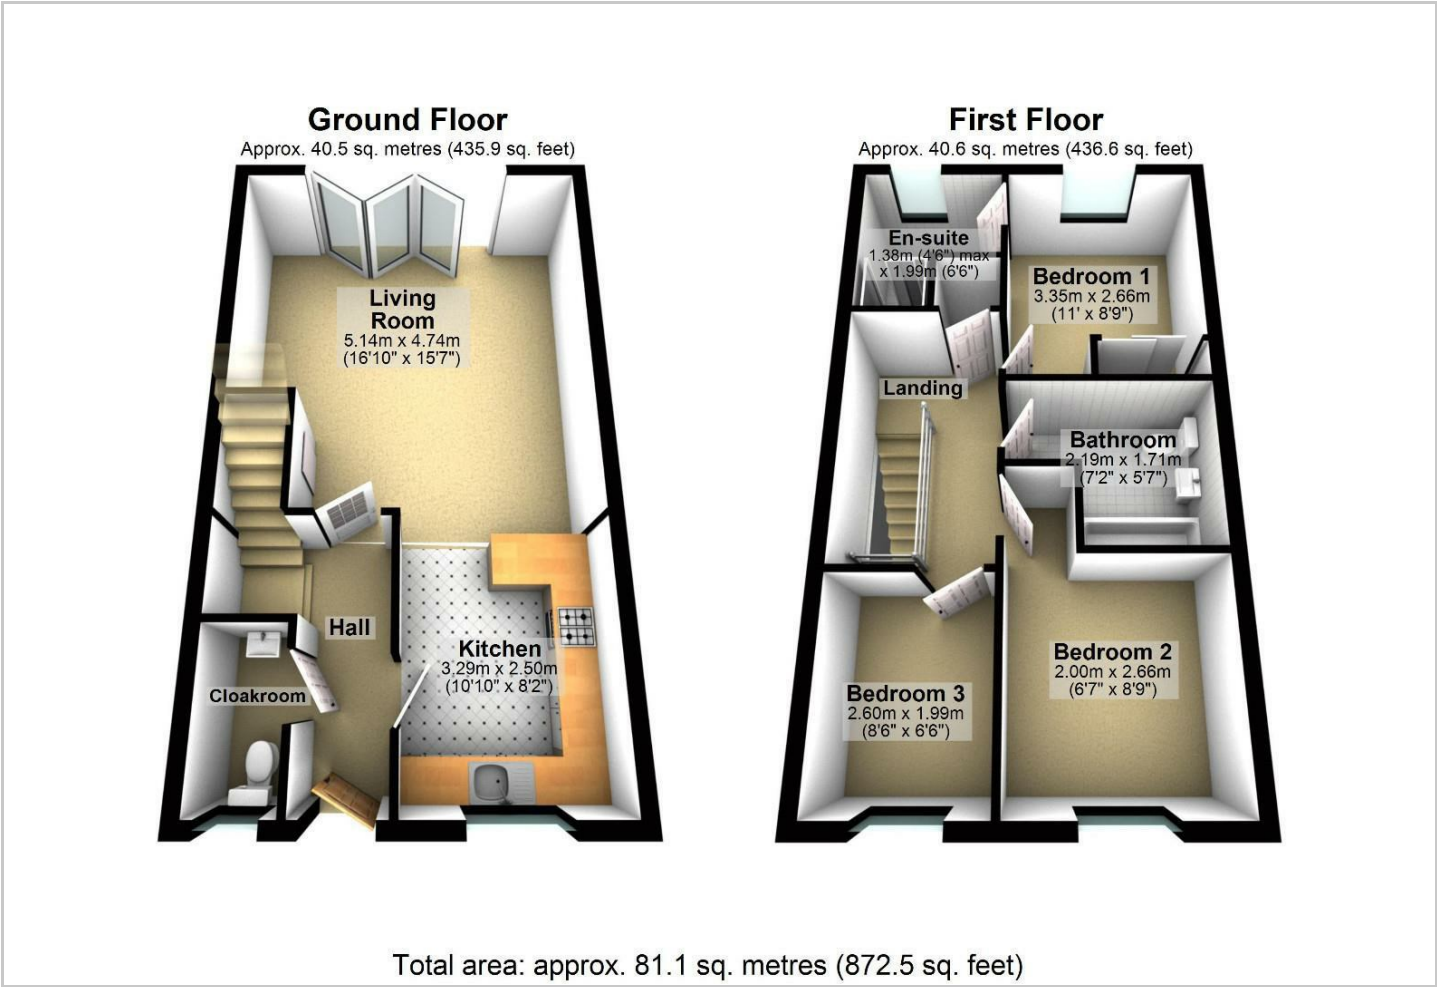 Ground Floor
Approx. 40.5 sq. metres (435.9 sq. feet)
Living
Room
5.14m x 4.74m
(16'10" x 15'7")
Hall
Kitchen
3.29m x 2.50m
(10'10" x 8'2")
Cloakroom
First Floor
Approx. 40.6 sq. metres (436.6 sq. feet)
En-suite
1.38m (4'6") max
x 1.99m (6'6")
Bedroom 1
3.35m x 2.66m
(11' x 8'9")
Landing
Bathroom
2.19m x 1.71m
(7'2" x 5'7")
Bedroom 2
2.00m x 2.66m
(6'7" x 8'9")
Bedroom 3
2.60m x 1.99m
(8'6" x 6'6")
Total area: approx. 81.1 sq. metres (872.5 sq. feet)